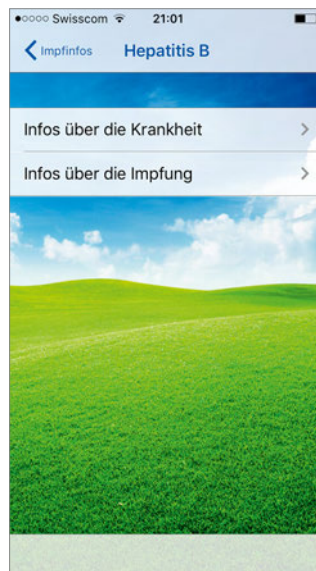 Swisscom 21:01
Impfinfos Hepatitis B
Infos über die Krankheit
Infos über die Impfung